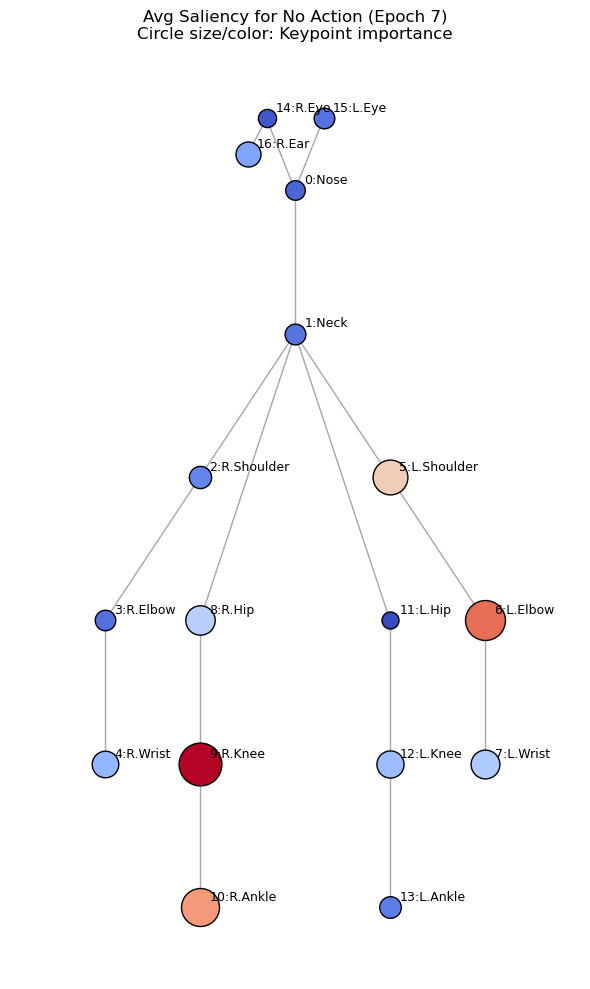 Avg Saliency for No Action (Epoch 7)
Circle size/color: Keypoint importance
14:R.Eye
15:L.Eye
16:R.Ear
0:Nose
1:Neck
2:R.Shoulder
5:L.Shoulder
3:R.Elbow
8:R.Hip
11:L.Hip
6:L.Elbow
4:R.Wrist
9:R.Knee
12:L.Knee
7:L.Wrist
10:R.Ankle
13:L.Ankle